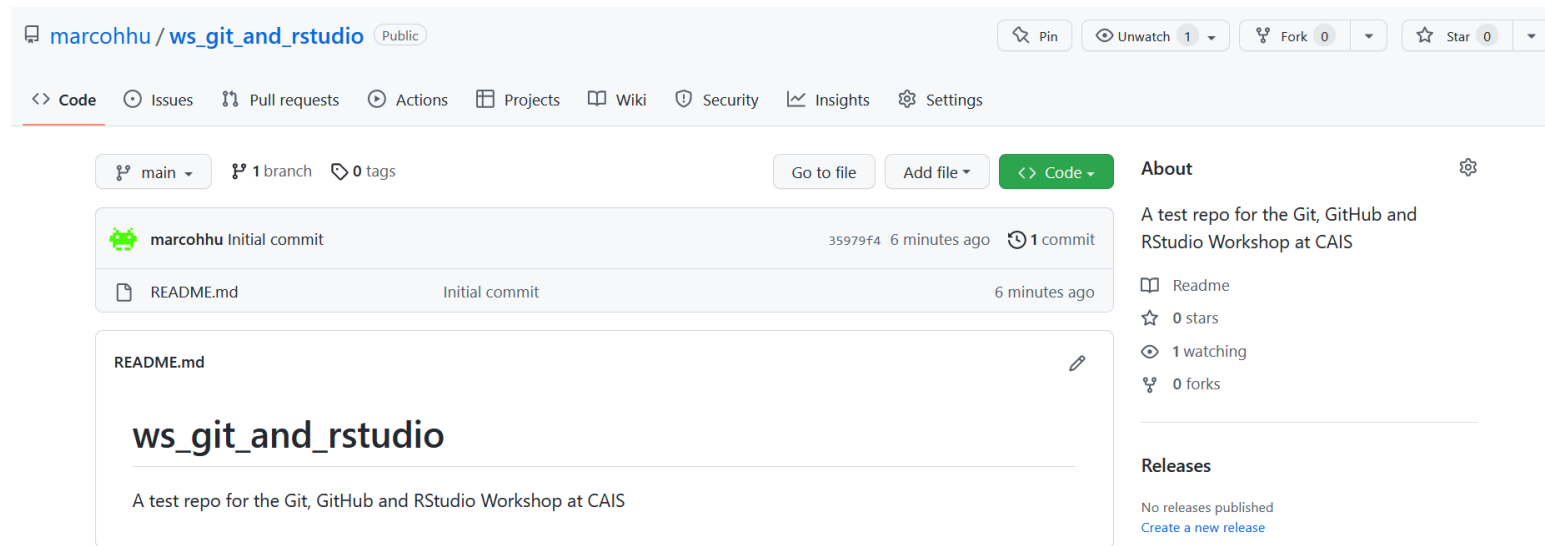 marcohhu / ws_git_and_rstudio Public Pin Unwatch 1 Fork 0 Star 0
Code Issues Pull requests Actions Projects Wiki Security Insights Settings
main 1 branch 0 tags Go to file Add file Code
marcohhu Initial commit 35979f4 6 minutes ago 1 commit
README.md Initial commit 6 minutes ago
README.md
ws_git_and_rstudio
A test repo for the Git, GitHub and RStudio Workshop at CAIS
About
A test repo for the Git, GitHub and
RStudio Workshop at CAIS
Readme
0 stars
1 watching
0 forks
Releases
No releases published
Create a new release